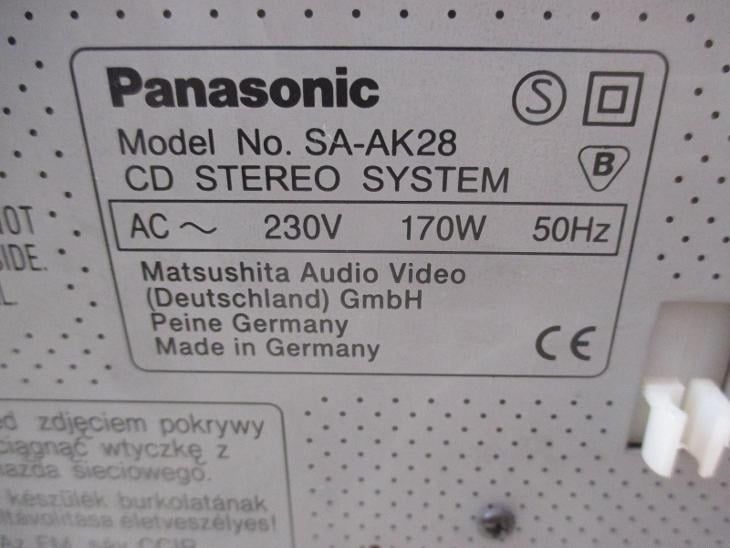 Panasonic
Model No. SA-AK28
CD STEREO SYSTEM
S
B
AC ~ 230V 170W 50Hz
Matsushita Audio Video
(Deutschland) GmbH
Peine Germany
Made in Germany
CE
zdjęciem pokrywy
wtyczkę z
sieciowego.
készülék burkolatának
életveszélyes!